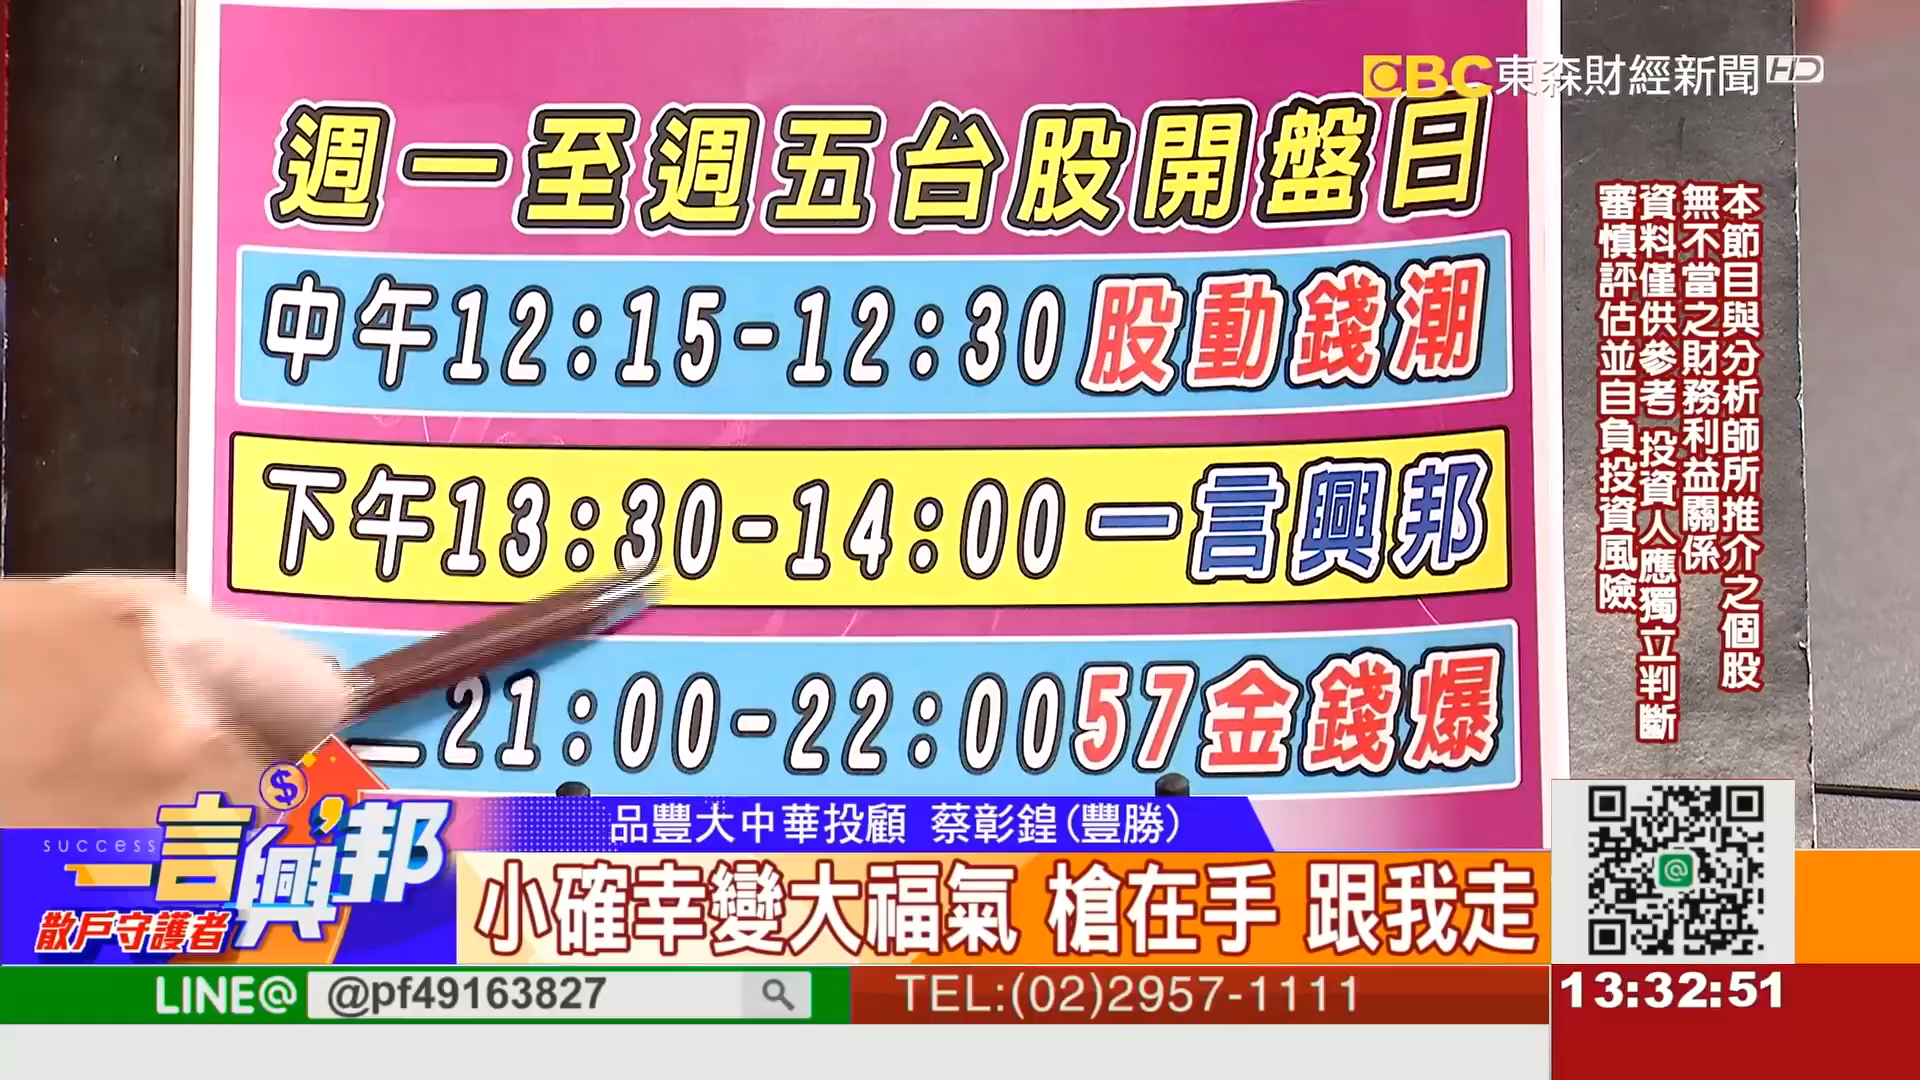 EBC東森財經新聞HD
週一至週五台股開盤日
中午12:15-12:30股動錢潮
下午13:30-14:00一言興邦
21:00-22:00 57金錢爆
本節目與分析師所推介之個股
無不當之財務利益關係
資料僅供參考 投資人應獨立判斷
審慎評估並自負投資風險
success
一言興邦
散戶守護者
品豐大中華投顧 蔡彰鍠(豐勝)
小確幸變大福氣 槍在手 跟我走
LINE@ @pf49163827
TEL:(02)2957-1111
13:32:51